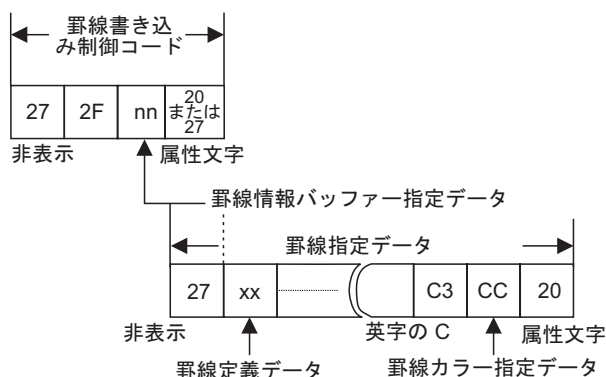 罫線書き込
み制御コード
27 2F nn 20
または
27
非表示 属性文字
罫線情報バッファー指定データ
罫線指定データ
27 xx C3 CC 20
非表示 英字の C 属性文字
罫線定義データ 罫線カラー指定データ